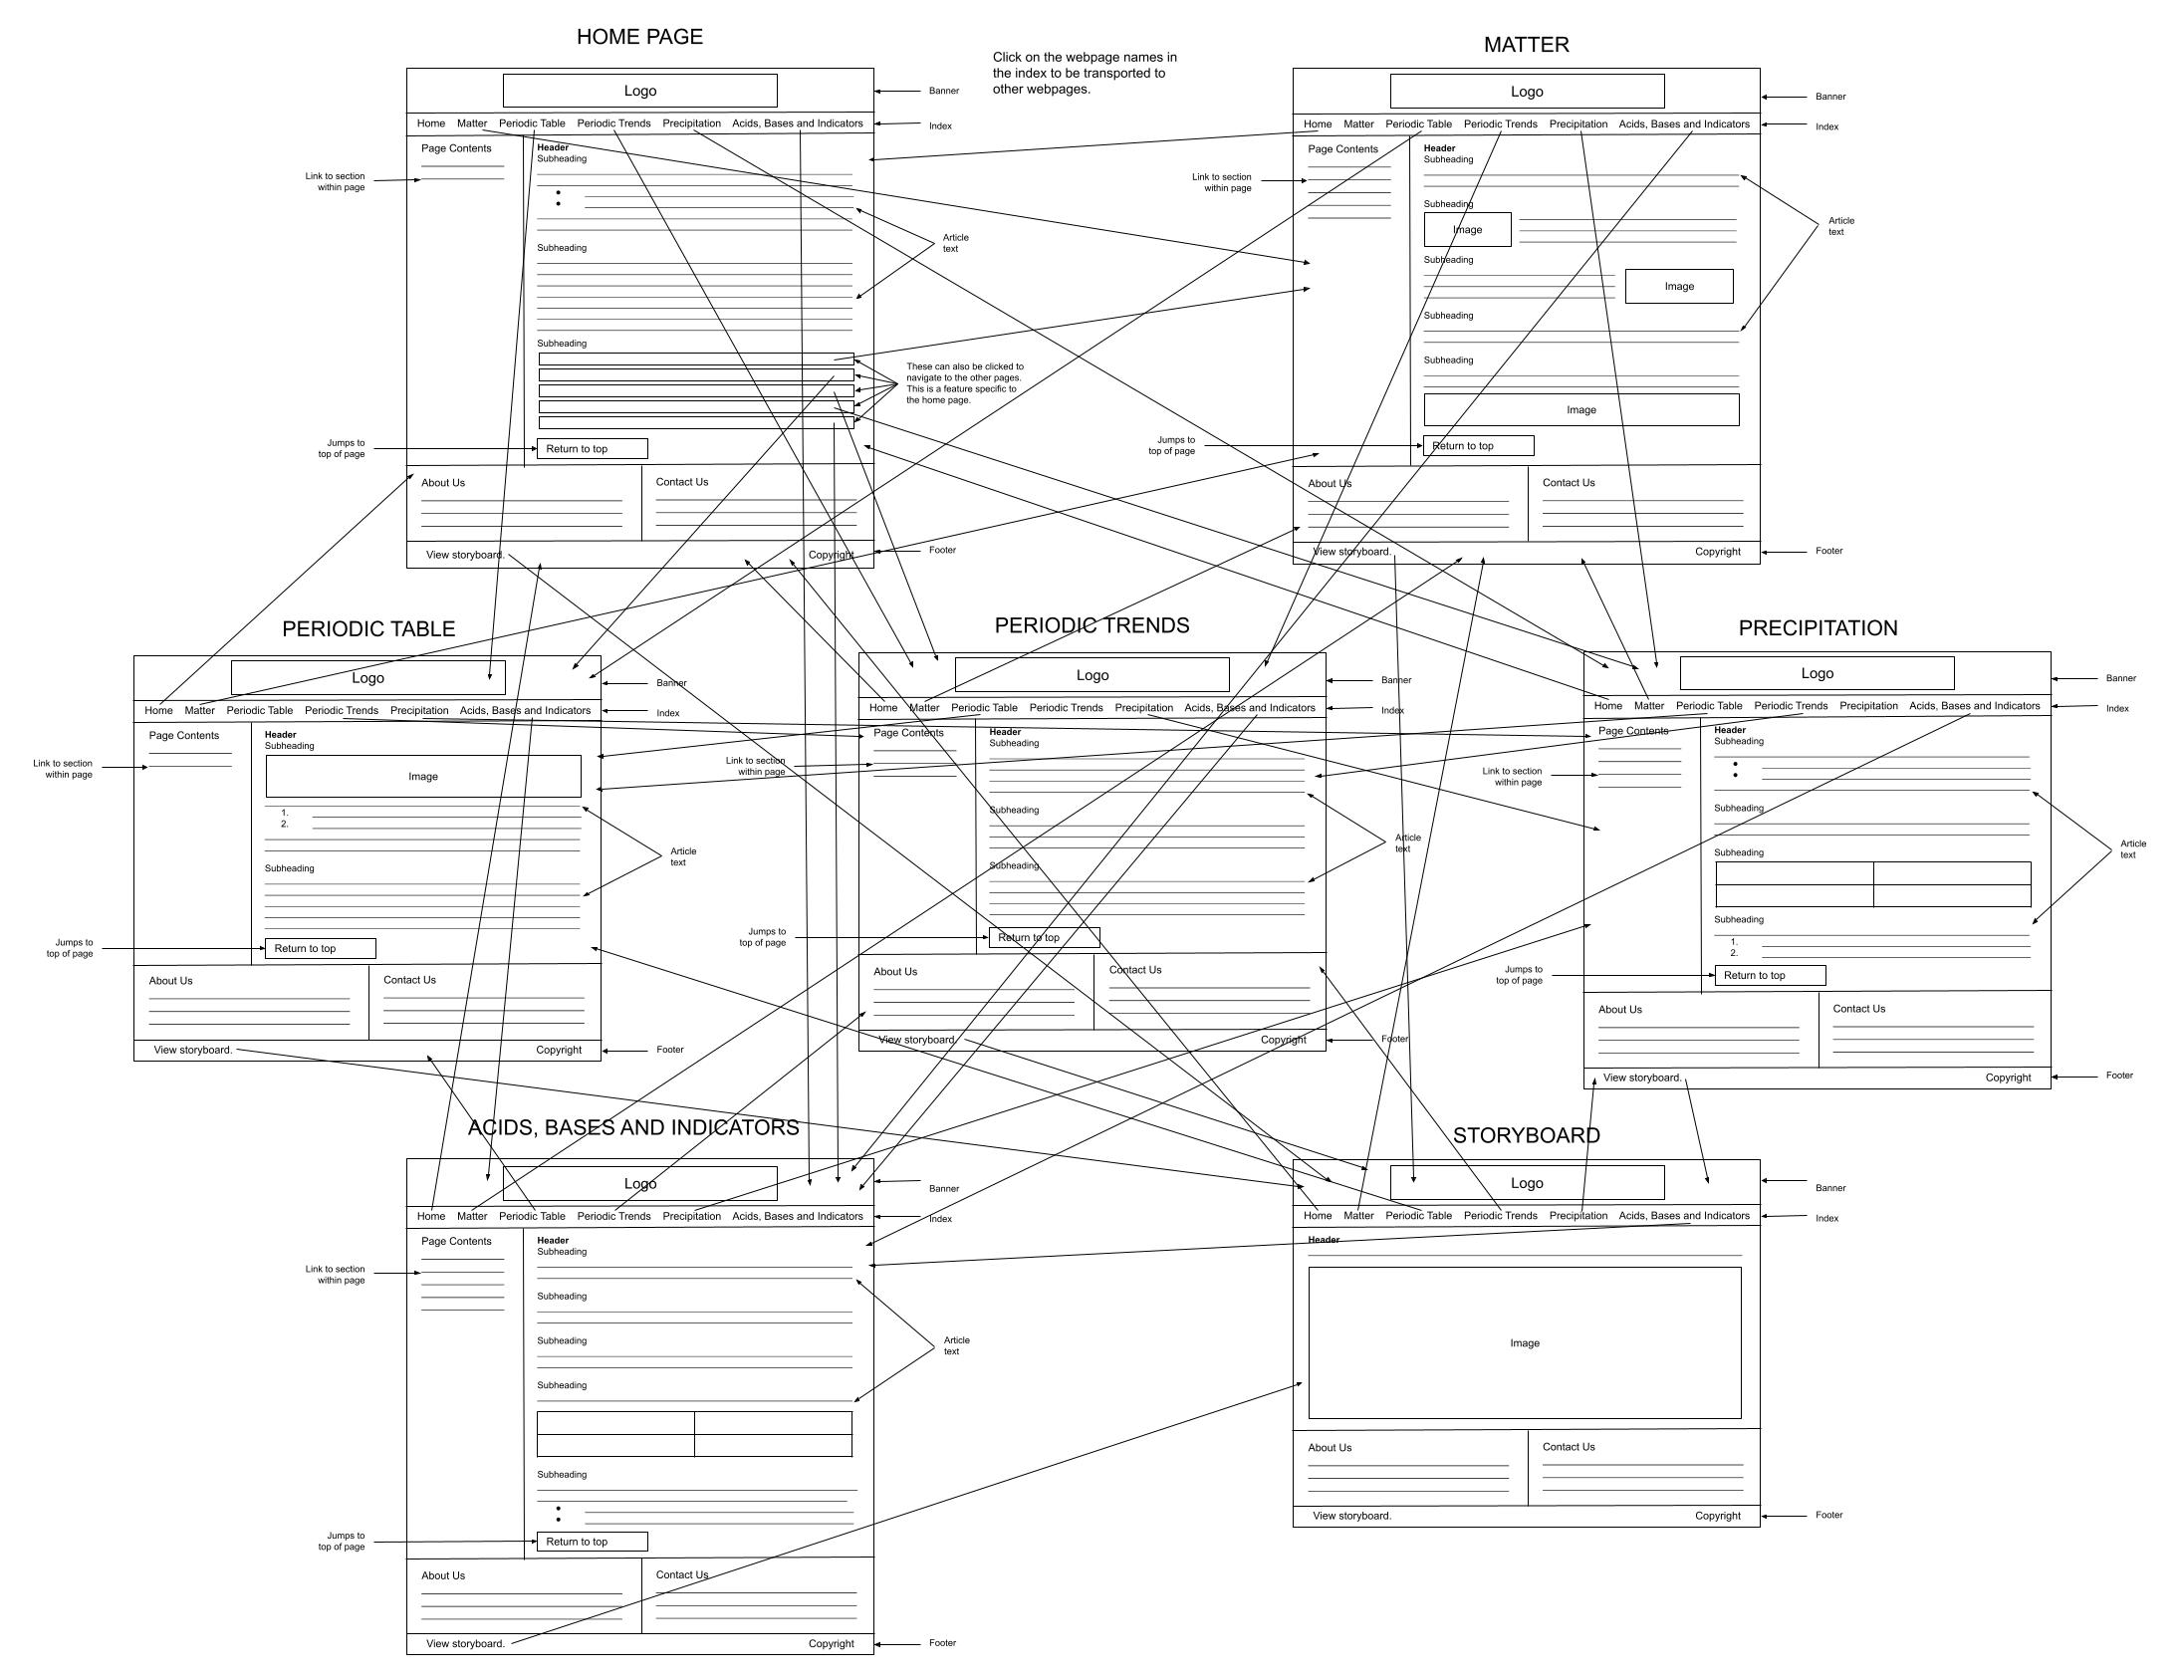 HOME PAGE
Click on the webpage names in
the index to be transported to
other webpages.
Logo
Banner
Home Matter Periodic Table Periodic Trends Precipitation Acids, Bases and Indicators
Index
Page Contents
Link to section
within page
Header
Subheading
Article
text
Subheading
Subheading
These can also be clicked to
navigate to the other pages.
This is a feature specific to
the home page.
Jumps to
top of page
Return to top
About Us
Contact Us
View storyboard.
Copyright
Footer
MATTER
Logo
Banner
Home Matter Periodic Table Periodic Trends Precipitation Acids, Bases and Indicators
Index
Page Contents
Link to section
within page
Header
Subheading
Subheading
Image
Article
text
Subheading
Image
Subheading
Subheading
Image
Jumps to
top of page
Return to top
About Us
Contact Us
View storyboard.
Copyright
Footer
PERIODIC TABLE
Logo
Banner
Home Matter Periodic Table Periodic Trends Precipitation Acids, Bases and Indicators
Index
Page Contents
Link to section
within page
Header
Subheading
Image
1.
2.
Article
text
Subheading
Jumps to
top of page
Return to top
About Us
Contact Us
View storyboard.
Copyright
Footer
PERIODIC TRENDS
Logo
Banner
Home Matter Periodic Table Periodic Trends Precipitation Acids, Bases and Indicators
Index
Page Contents
Link to section
within page
Header
Subheading
Subheading
Article
text
Subheading
Jumps to
top of page
Return to top
About Us
Contact Us
View storyboard.
Copyright
Footer
PRECIPITATION
Logo
Banner
Home Matter Periodic Table Periodic Trends Precipitation Acids, Bases and Indicators
Index
Page Contents
Link to section
within page
Header
Subheading
Subheading
Article
text
Subheading
Subheading
1.
2.
Jumps to
top of page
Return to top
About Us
Contact Us
View storyboard.
Copyright
Footer
ACIDS, BASES AND INDICATORS
Logo
Banner
Home Matter Periodic Table Periodic Trends Precipitation Acids, Bases and Indicators
Index
Page Contents
Link to section
within page
Header
Subheading
Subheading
Subheading
Article
text
Subheading
Subheading
Jumps to
top of page
Return to top
About Us
Contact Us
View storyboard.
Copyright
Footer
STORYBOARD
Logo
Banner
Home Matter Periodic Table Periodic Trends Precipitation Acids, Bases and Indicators
Index
Header
Image
About Us
Contact Us
View storyboard.
Copyright
Footer